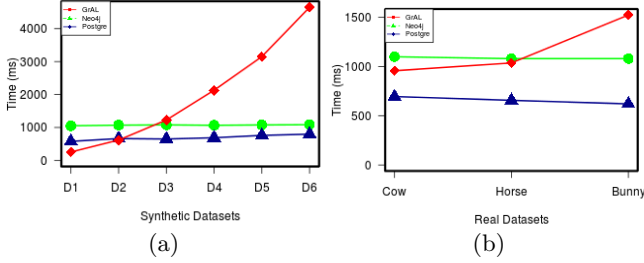 GrAL
Neo4j
Postgre
Time (ms)
4000
3000
2000
1000
0
D1 D2 D3 D4 D5 D6
Synthetic Datasets
(a)
GrAL
Neo4j
Postgre
Time (ms)
1500
1000
500
0
Cow Horse Bunny
Real Datasets
(b)